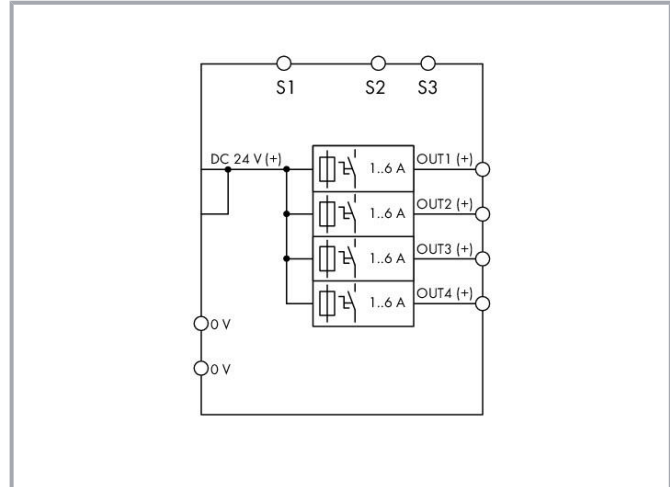 S1 S2 S3
DC 24 V (+) 1..6 A OUT1 (+)
1..6 A OUT2 (+)
1..6 A OUT3 (+)
1..6 A OUT4 (+)
0 V
0 V